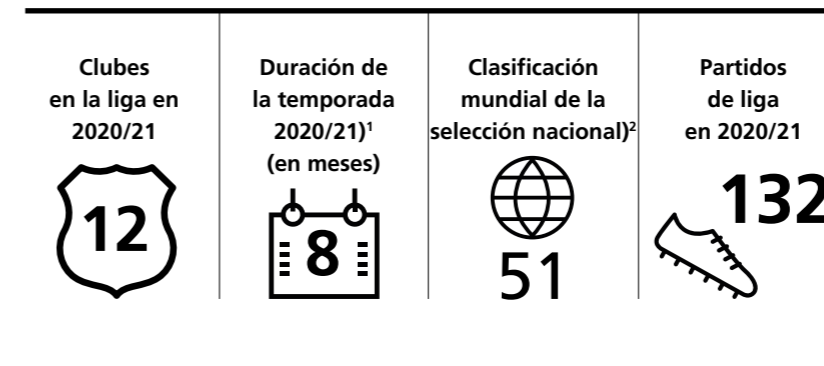 Clubes
en la liga en
2020/21
12
Duración de
la temporada
2020/21)¹
(en meses)
8
Clasificación
mundial de la
selección nacional)²
51
Partidos
de liga
en 2020/21
132